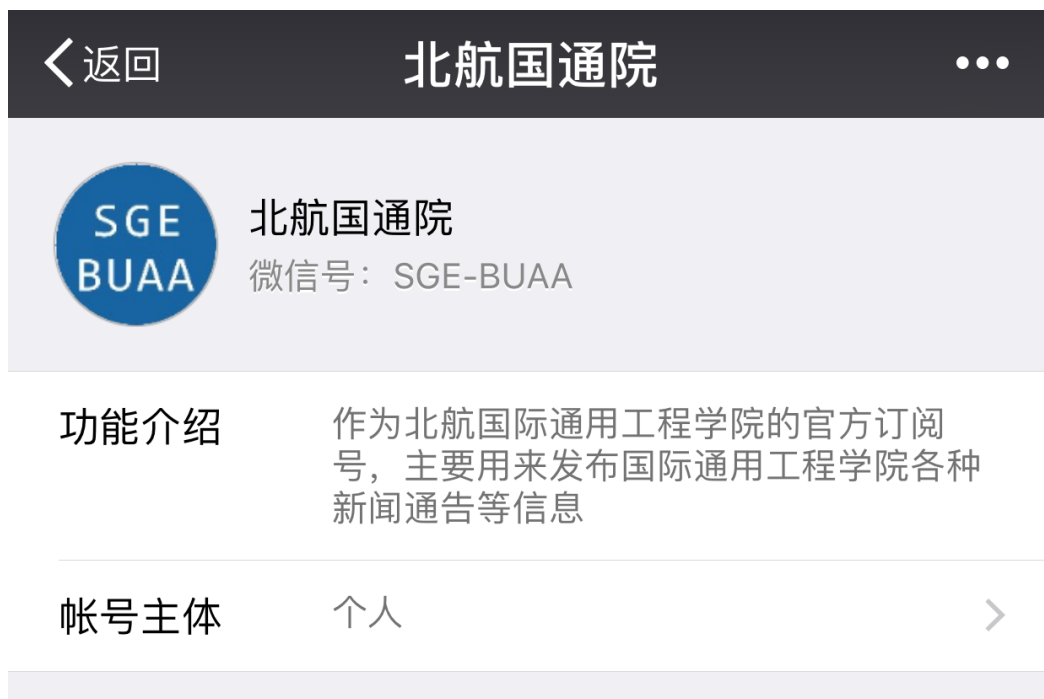 返回
北航国通院
SGE
BUAA
北航国通院
微信号：SGE-BUAA
功能介绍
作为北航国际通用工程学院的官方订阅
号，主要用来发布国际通用工程学院各种
新闻通告等信息
帐号主体
个人